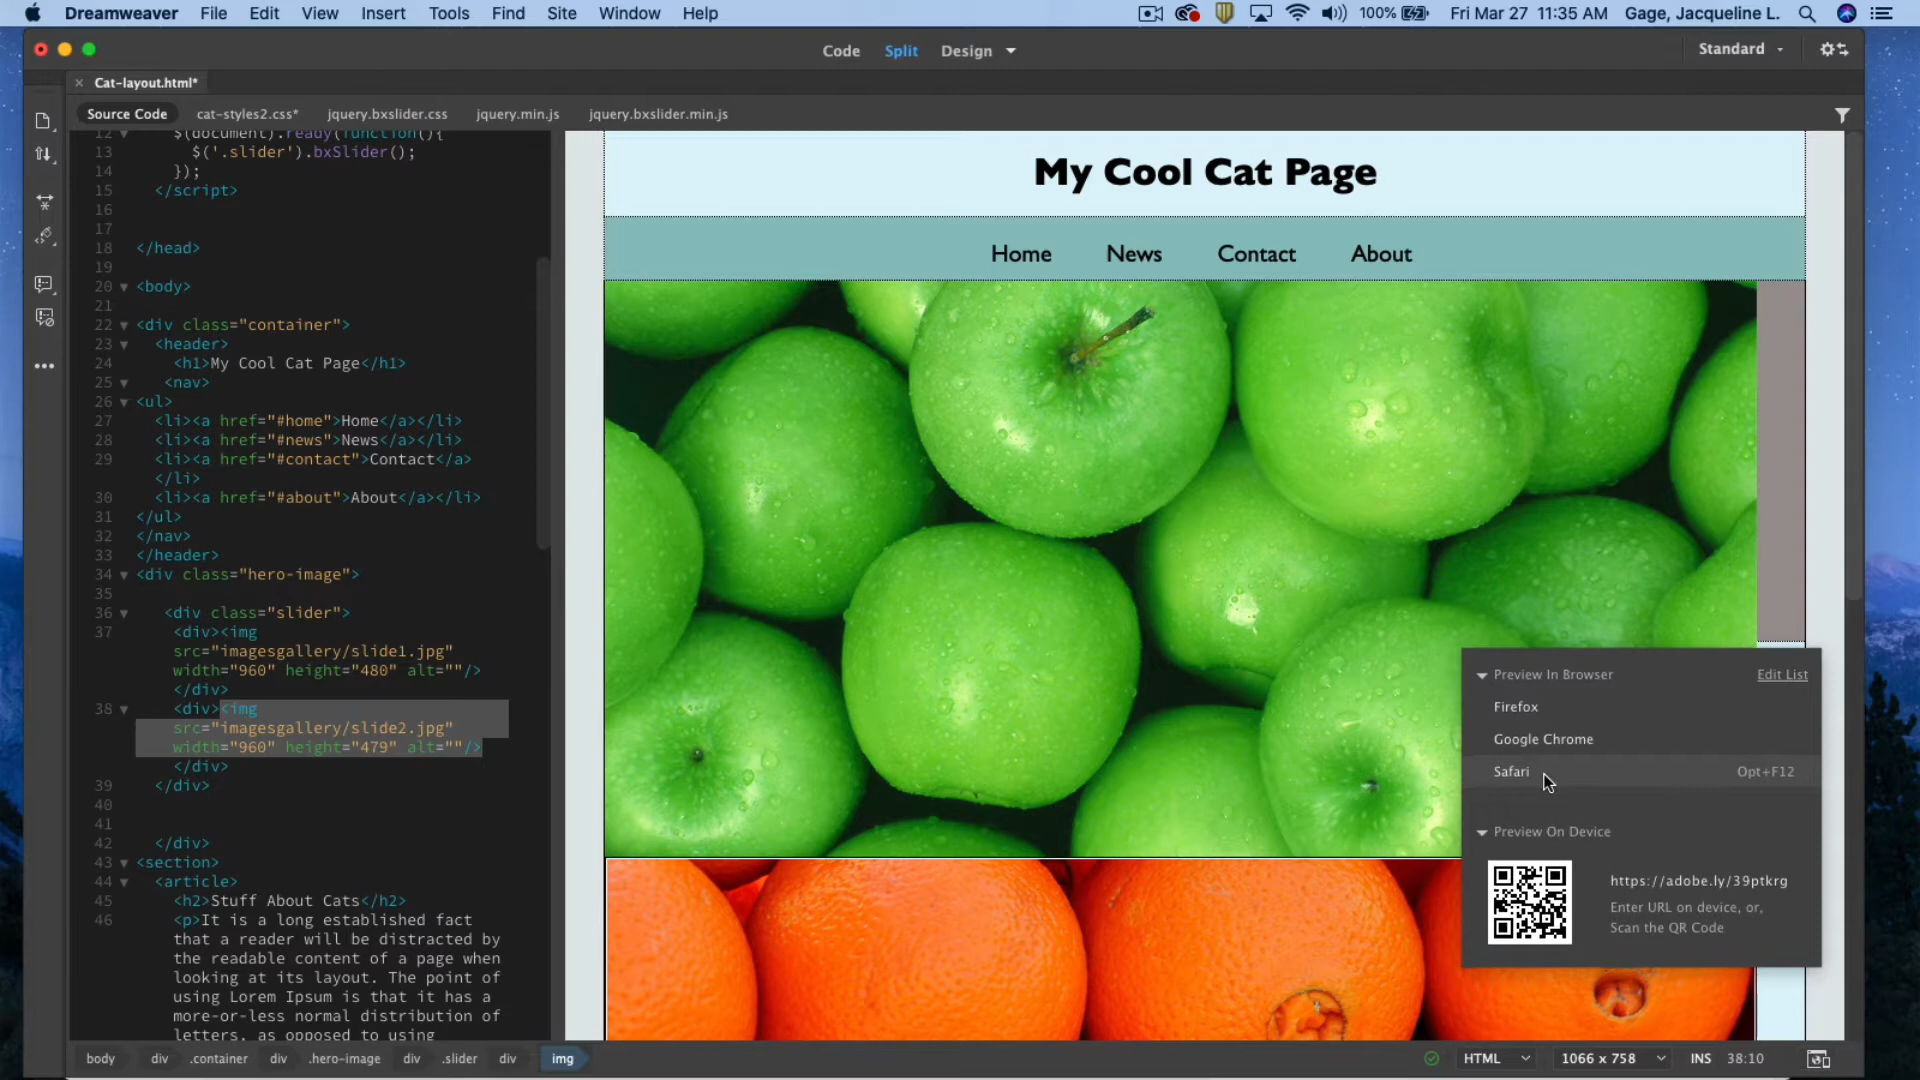 Dreamweaver File Edit View Insert Tools Find Site Window Help 100% Fri Mar 27 11:35 AM Gage, Jacqueline L.
Code Split Design Standard
Cat-layout.html*
Source Code cat-styles2.css* jquery.bxslider.css jquery.min.js jquery.bxslider.min.js
12 $(document).ready(function(){
13 $('.slider').bxSlider();
14 });
15 </script>
16
17
18 </head>
19
20 <body>
21
22 <div class="container">
23 <header>
24 <h1>My Cool Cat Page</h1>
25 <nav>
26 <ul>
27 <li><a href="#home">Home</a></li>
28 <li><a href="#news">News</a></li>
29 <li><a href="#contact">Contact</a>
</li>
30 <li><a href="#about">About</a></li>
31 </ul>
32 </nav>
33 </header>
34 <div class="hero-image">
35
36 <div class="slider">
37 <div><img
src="imagesgallery/slide1.jpg"
width="960" height="480" alt=""/>
</div>
38 <div><img
src="imagesgallery/slide2.jpg"
width="960" height="479" alt=""/>
</div>
39 </div>
40
41
42 </div>
43 <section>
44 <article>
45 <h2>Stuff About Cats</h2>
46 <p>It is a long established fact
that a reader will be distracted by
the readable content of a page when
looking at its layout. The point of
using Lorem Ipsum is that it has a
more-or-less normal distribution of
letters, as opposed to using
My Cool Cat Page
Home News Contact About
Preview In Browser Edit List
Firefox
Google Chrome
Safari Opt+F12
Preview On Device
https://adobe.ly/39ptkrg
Enter URL on device, or,
Scan the QR Code
body div .container div .hero-image div .slider div img HTML 1066 x 758 INS 38:10